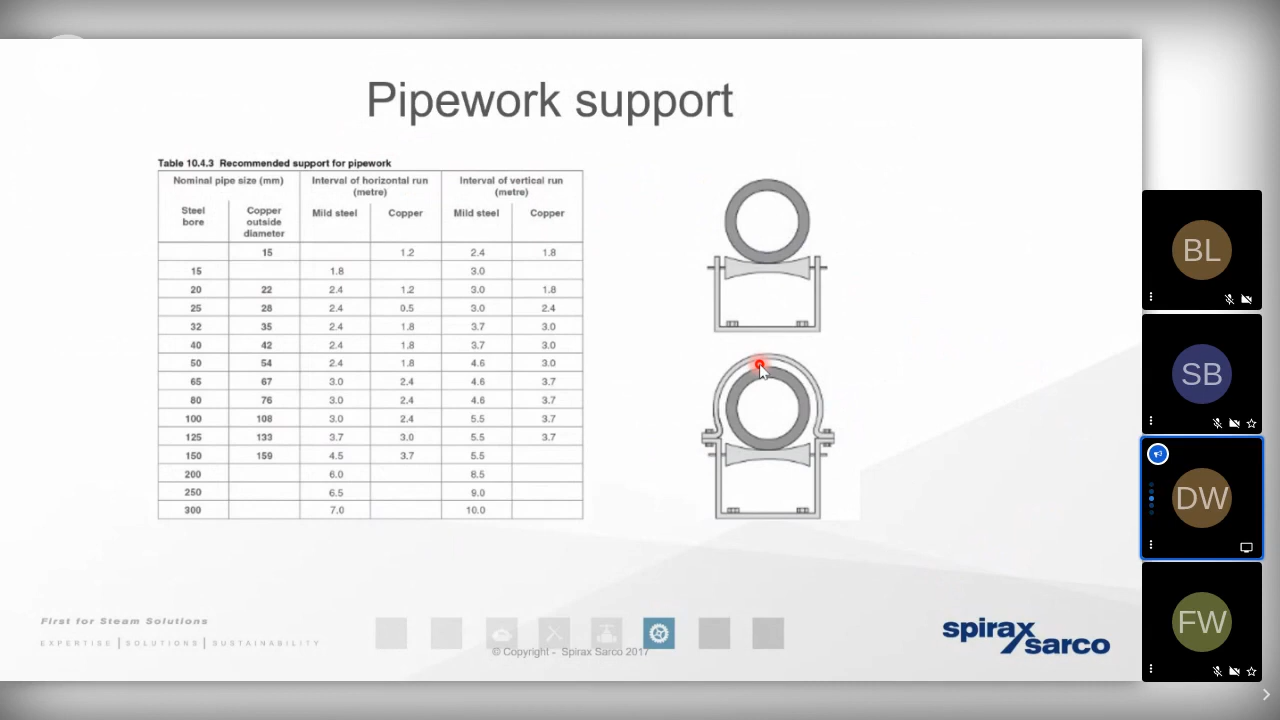 Pipework support
Table 10.4.3 Recommended support for pipework
Nominal pipe size (mm) Interval of horizontal run (metre) Interval of vertical run (metre)
Steel bore Copper outside diameter Mild steel Copper Mild steel Copper
15 1.2 2.4 1.8
15 1.8 3.0
20 22 2.4 1.2 3.0 1.8
25 28 2.4 0.5 3.0 2.4
32 35 2.4 1.8 3.7 3.0
40 42 2.4 1.8 3.7 3.0
50 54 2.4 1.8 4.6 3.0
65 67 3.0 2.4 4.6 3.7
80 76 3.0 2.4 4.6 3.7
100 108 3.0 2.4 5.5 3.7
125 133 3.7 3.0 5.5 3.7
150 159 4.5 3.7 5.5
200 6.0 8.5
250 6.5 9.0
300 7.0 10.0
First for Steam Solutions
EXPERTISE | SOLUTIONS | SUSTAINABILITY
© Copyright - Spirax Sarco 2017
spirax
sarco
BL
SB
DW
FW